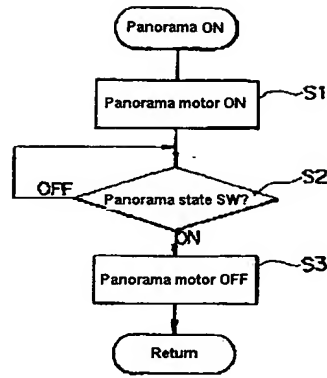 Panorama ON
Panorama motor ON
S1
Panorama state SW?
S2
OFF
ON
Panorama motor OFF
S3
Return